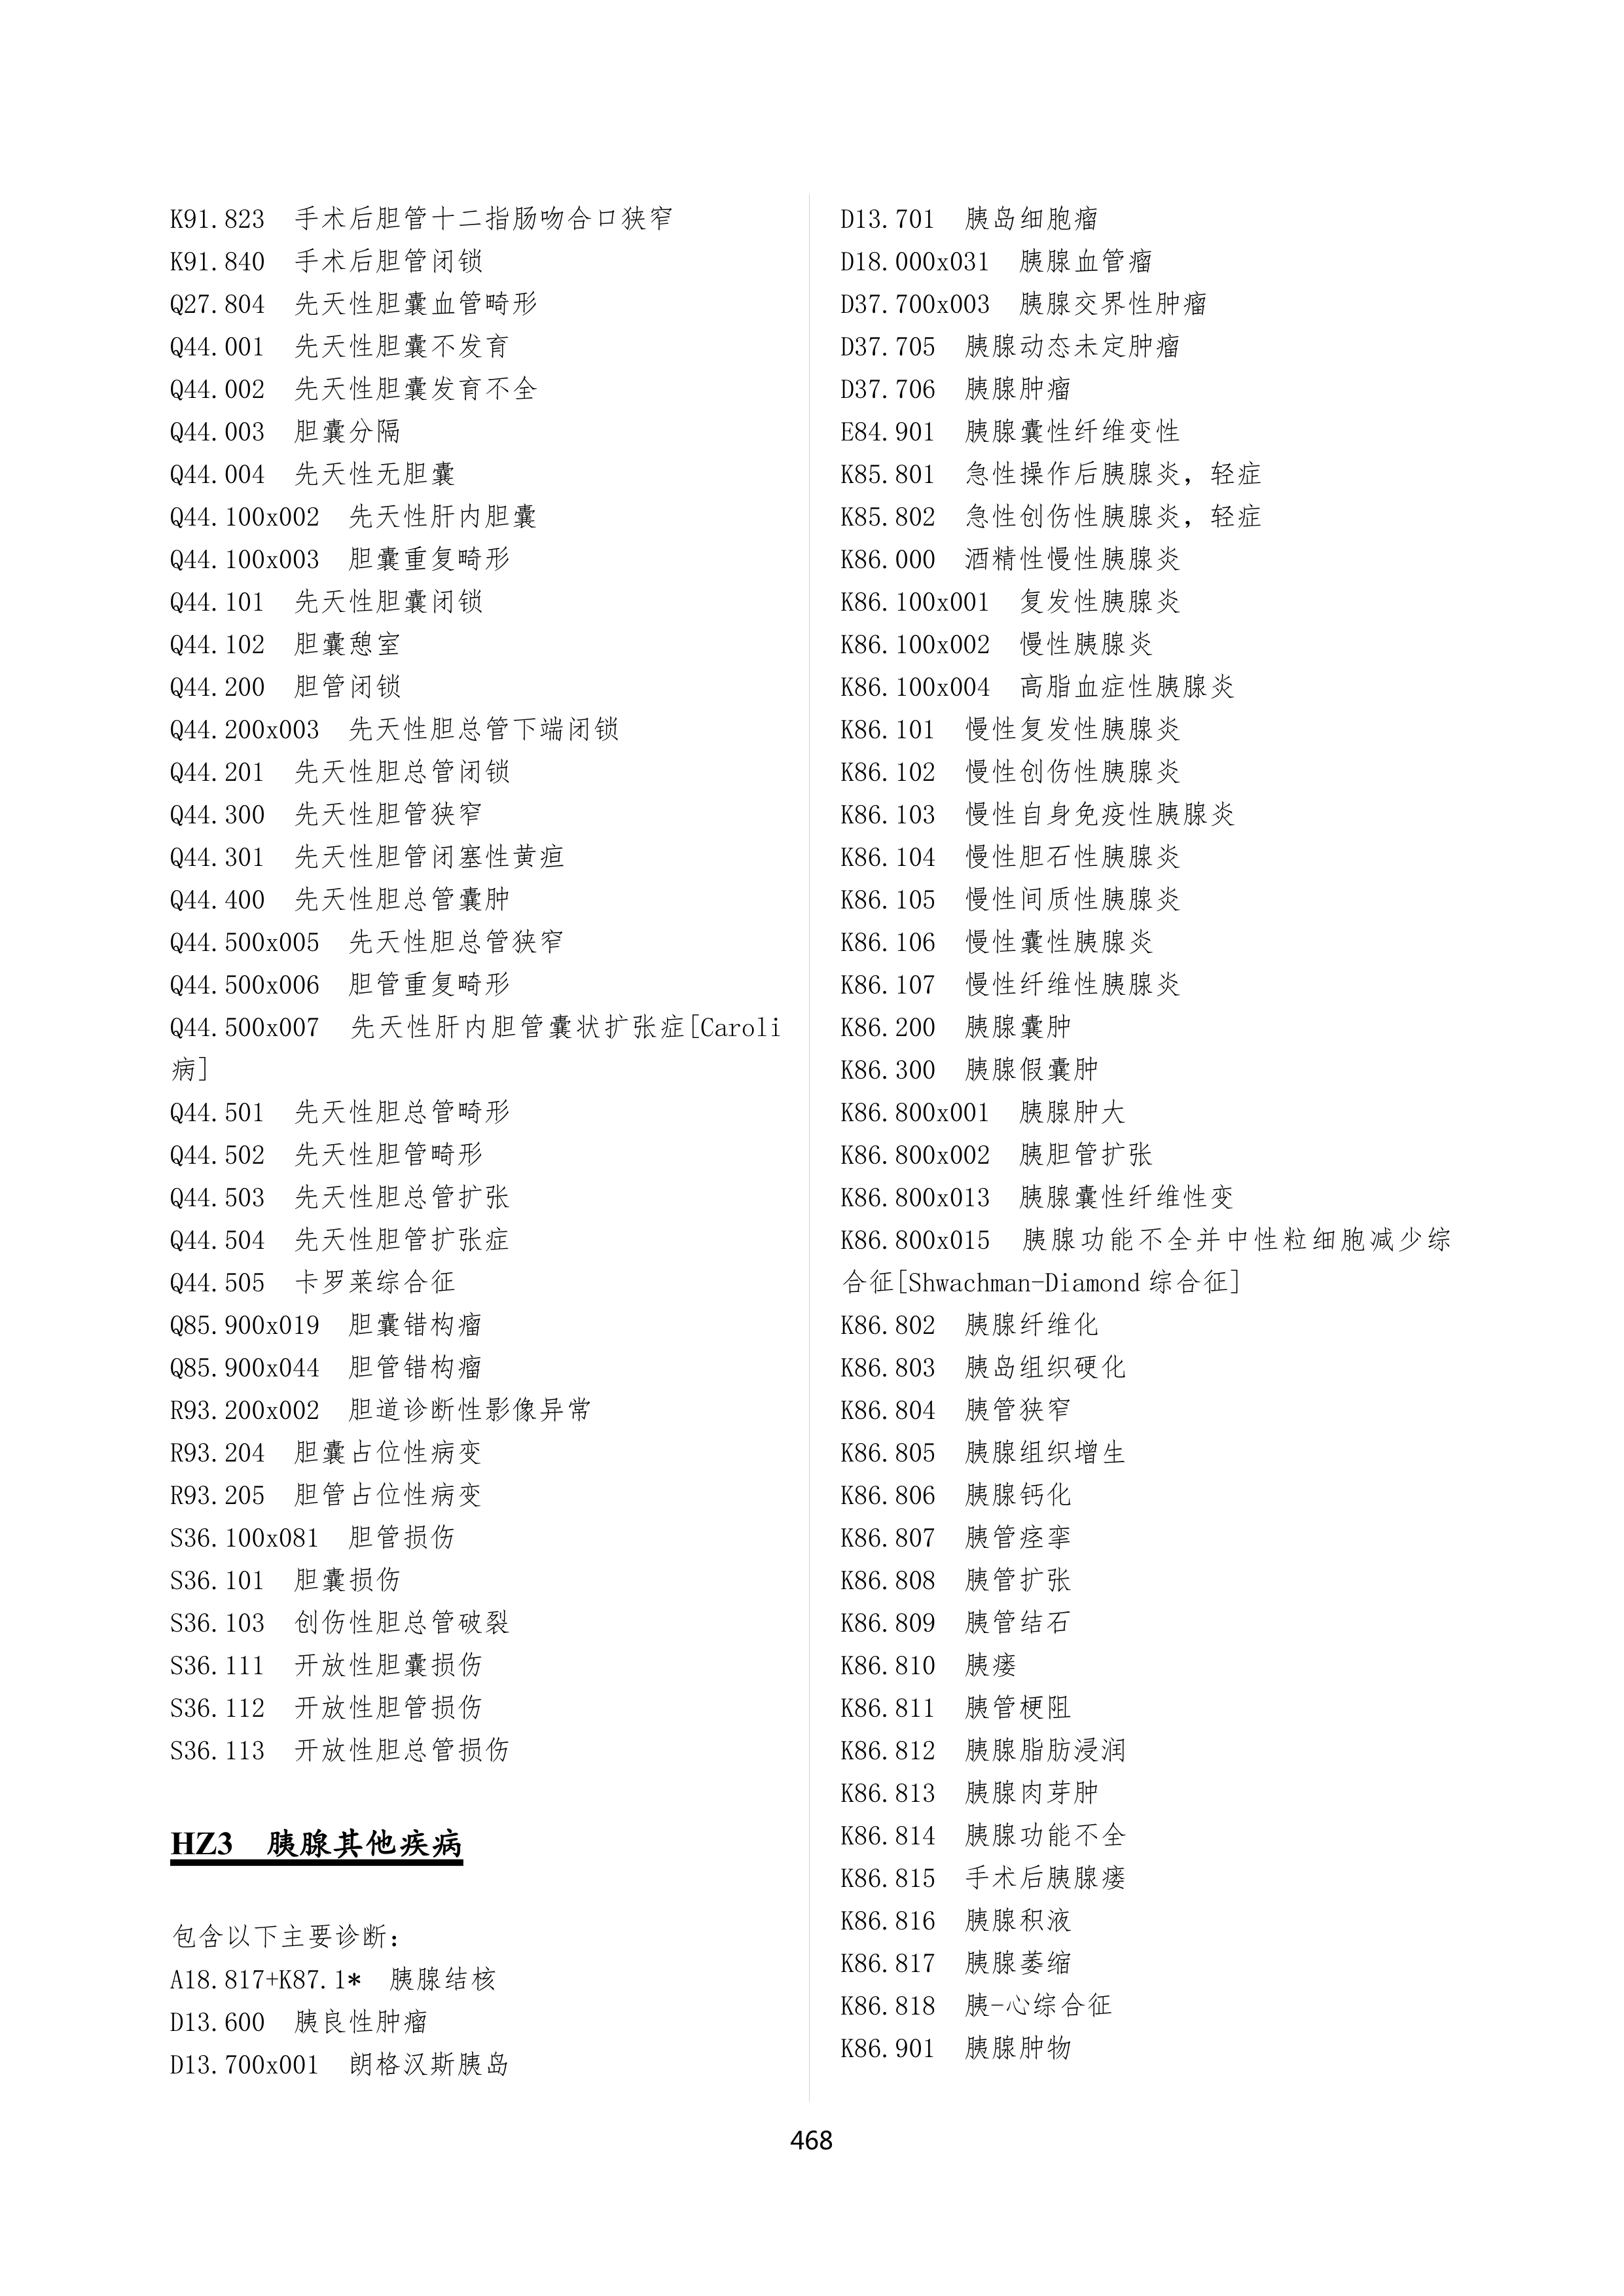 K91.823 手术后胆管十二指肠吻合口狭窄
K91.840 手术后胆管闭锁
Q27.804 先天性胆囊血管畸形
Q44.001 先天性胆囊不发育
Q44.002 先天性胆囊发育不全
Q44.003 胆囊分隔
Q44.004 先天性无胆囊
Q44.100x002 先天性肝内胆囊
Q44.100x003 胆囊重复畸形
Q44.101 先天性胆囊闭锁
Q44.102 胆囊憩室
Q44.200 胆管闭锁
Q44.200x003 先天性胆总管下端闭锁
Q44.201 先天性胆总管闭锁
Q44.300 先天性胆管狭窄
Q44.301 先天性胆管闭塞性黄疸
Q44.400 先天性胆总管囊肿
Q44.500x005 先天性胆总管狭窄
Q44.500x006 胆管重复畸形
Q44.500x007 先天性肝内胆管囊状扩张症[Caroli
病]
Q44.501 先天性胆总管畸形
Q44.502 先天性胆管畸形
Q44.503 先天性胆总管扩张
Q44.504 先天性胆管扩张症
Q44.505 卡罗莱综合征
Q85.900x019 胆囊错构瘤
Q85.900x044 胆管错构瘤
R93.200x002 胆道诊断性影像异常
R93.204 胆囊占位性病变
R93.205 胆管占位性病变
S36.100x081 胆管损伤
S36.101 胆囊损伤
S36.103 创伤性胆总管破裂
S36.111 开放性胆囊损伤
S36.112 开放性胆管损伤
S36.113 开放性胆总管损伤
HZ3 胰腺其他疾病
包含以下主要诊断：
A18.817+K87.1* 胰腺结核
D13.600 胰良性肿瘤
D13.700x001 朗格汉斯胰岛
D13.701 胰岛细胞瘤
D18.000x031 胰腺血管瘤
D37.700x003 胰腺交界性肿瘤
D37.705 胰腺动态未定肿瘤
D37.706 胰腺肿瘤
E84.901 胰腺囊性纤维变性
K85.801 急性操作后胰腺炎，轻症
K85.802 急性创伤性胰腺炎，轻症
K86.000 酒精性慢性胰腺炎
K86.100x001 复发性胰腺炎
K86.100x002 慢性胰腺炎
K86.100x004 高脂血症性胰腺炎
K86.101 慢性复发性胰腺炎
K86.102 慢性创伤性胰腺炎
K86.103 慢性自身免疫性胰腺炎
K86.104 慢性胆石性胰腺炎
K86.105 慢性间质性胰腺炎
K86.106 慢性囊性胰腺炎
K86.107 慢性纤维性胰腺炎
K86.200 胰腺囊肿
K86.300 胰腺假囊肿
K86.800x001 胰腺肿大
K86.800x002 胰胆管扩张
K86.800x013 胰腺囊性纤维性变
K86.800x015 胰腺功能不全并中性粒细胞减少综
合征[Shwachman-Diamond综合征]
K86.802 胰腺纤维化
K86.803 胰岛组织硬化
K86.804 胰管狭窄
K86.805 胰腺组织增生
K86.806 胰腺钙化
K86.807 胰管痉挛
K86.808 胰管扩张
K86.809 胰管结石
K86.810 胰瘘
K86.811 胰管梗阻
K86.812 胰腺脂肪浸润
K86.813 胰腺肉芽肿
K86.814 胰腺功能不全
K86.815 手术后胰腺瘘
K86.816 胰腺积液
K86.817 胰腺萎缩
K86.818 胰-心综合征
K86.901 胰腺肿物
468